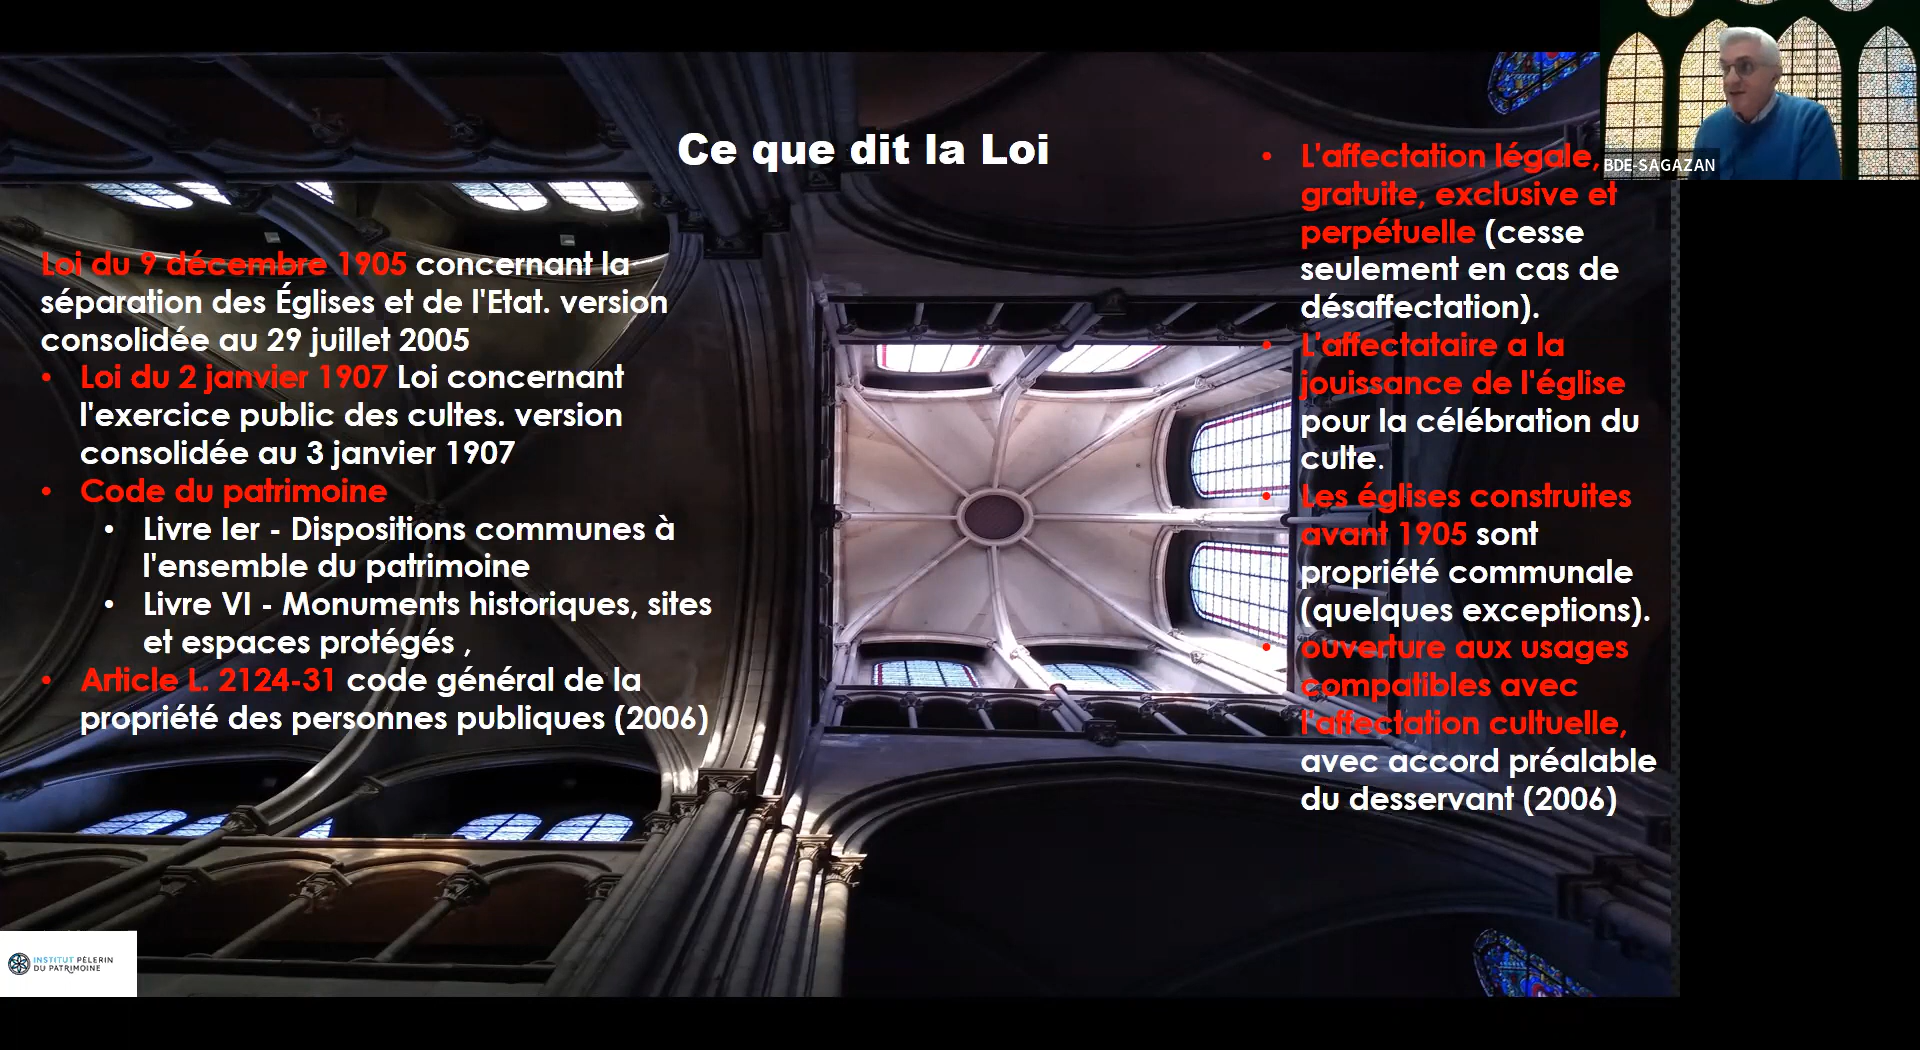 Ce que dit la Loi
Loi du 9 décembre 1905 concernant la
séparation des Églises et de l'Etat. version
consolidée au 29 juillet 2005
• Loi du 2 janvier 1907 Loi concernant
l'exercice public des cultes. version
consolidée au 3 janvier 1907
• Code du patrimoine
• Livre Ier - Dispositions communes à
l'ensemble du patrimoine
• Livre VI - Monuments historiques, sites
et espaces protégés ,
• Article L. 2124-31 code général de la
propriété des personnes publiques (2006)
• L'affectation légale,
gratuite, exclusive et
perpétuelle (cesse
seulement en cas de
désaffectation).
• L'affectataire a la
jouissance de l'église
pour la célébration du
culte.
• Les églises construites
avant 1905 sont
propriété communale
(quelques exceptions).
• ouverture aux usages
compatibles avec
l'affectation cultuelle,
avec accord préalable
du desservant (2006)
BDE-SAGAZAN
INSTITUT PÈLERIN
DU PATRIMOINE